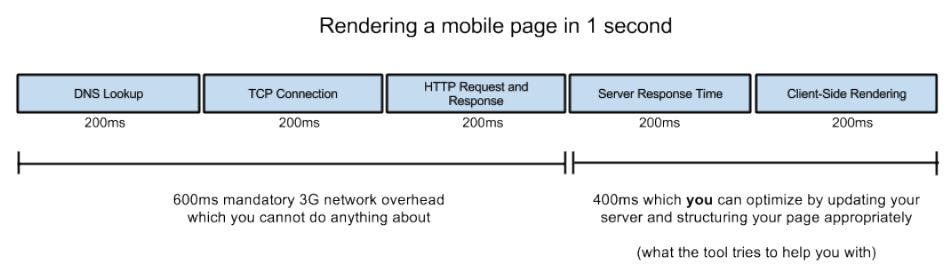 Rendering a mobile page in 1 second
DNS Lookup
TCP Connection
HTTP Request and
Response
Server Response Time
Client-Side Rendering
200ms
200ms
200ms
200ms
200ms
600ms mandatory 3G network overhead
which you cannot do anything about
400ms which you can optimize by updating your
server and structuring your page appropriately
(what the tool tries to help you with)